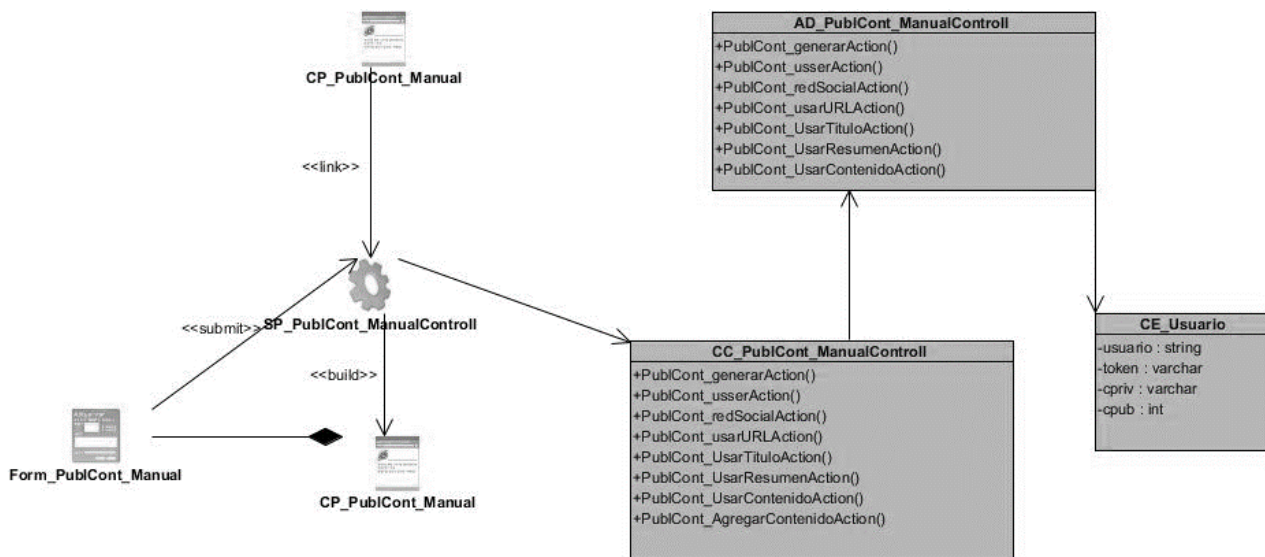 CP_PublCont_Manual
<<link>>
AD_PublCont_ManualControll
+PublCont_generarAction()
+PublCont_usserAction()
+PublCont_redSocialAction()
+PublCont_usarURLAction()
+PublCont_UsarTituloAction()
+PublCont_UsarResumenAction()
+PublCont_UsarContenidoAction()
<<submit>>
SP_PublCont_ManualControll
<<build>>
Form_PublCont_Manual
CP_PublCont_Manual
CC_PublCont_ManualControll
+PublCont_generarAction()
+PublCont_usserAction()
+PublCont_redSocialAction()
+PublCont_usarURLAction()
+PublCont_UsarTituloAction()
+PublCont_UsarResumenAction()
+PublCont_UsarContenidoAction()
+PublCont_AgregarContenidoAction()
CE_Usuario
-usuario : string
-token : varchar
-cpriv : varchar
-cpub : int